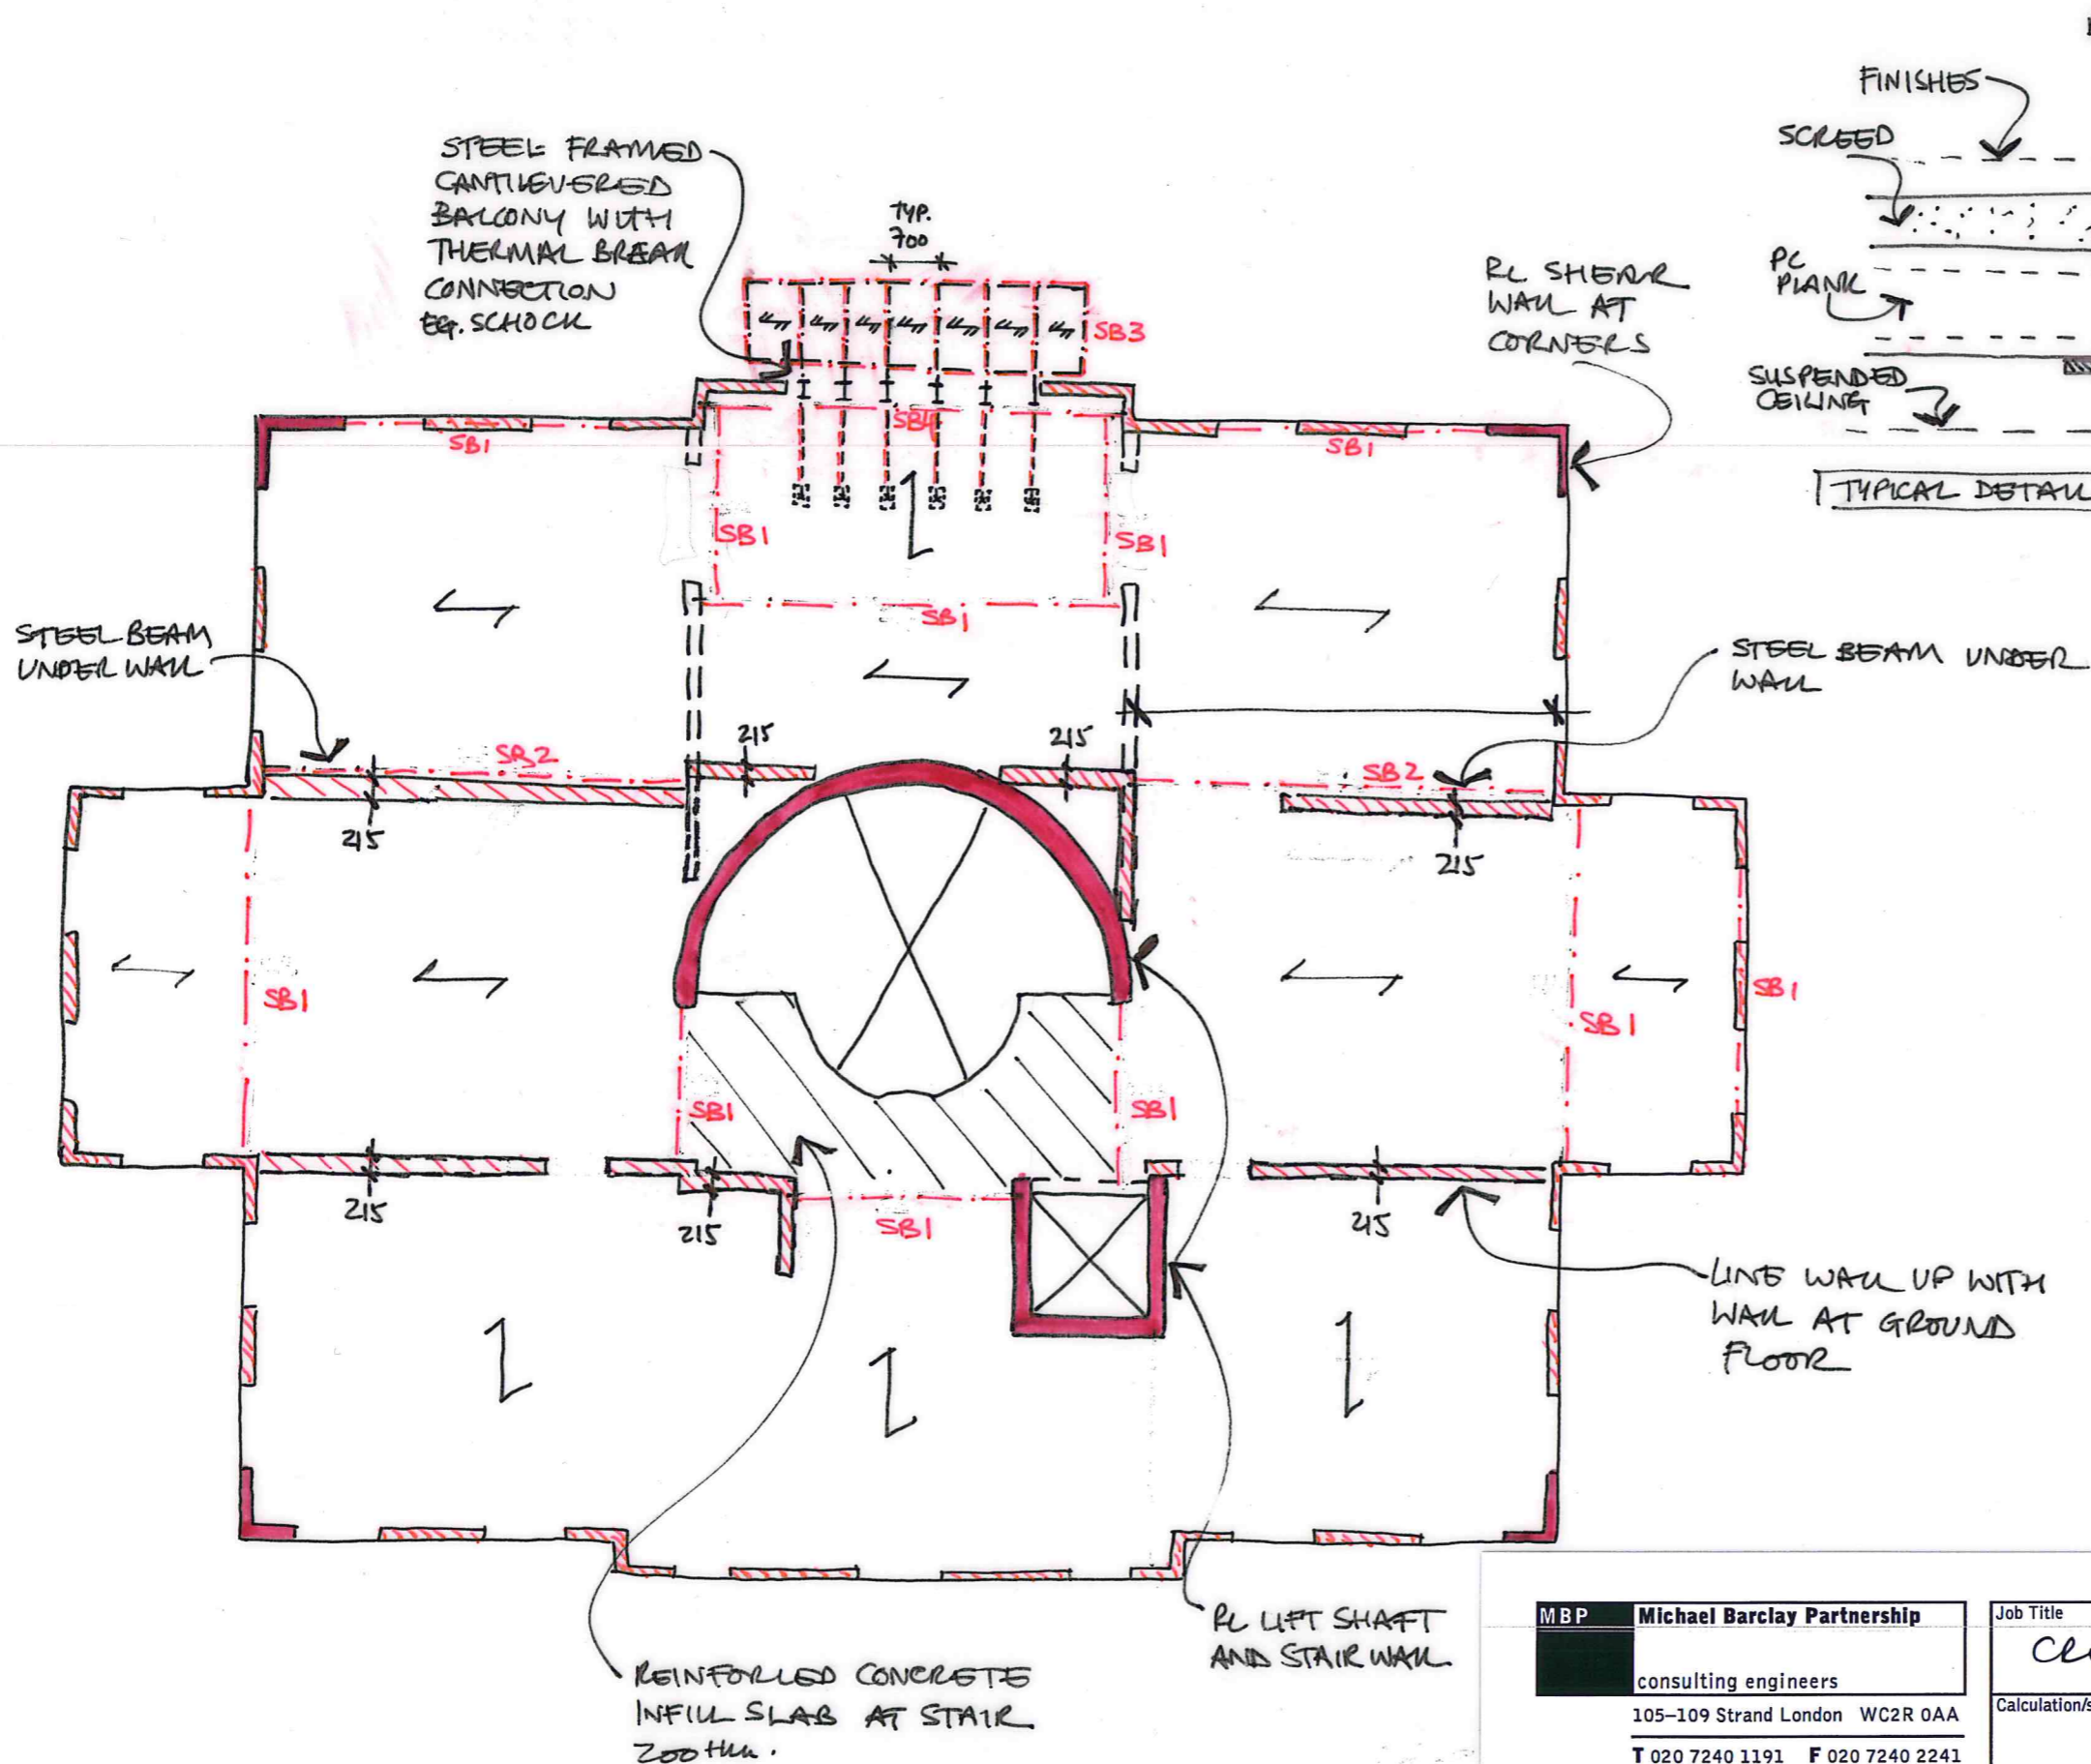 FINISHES
SCREED
PC
PLANK
SUSPENDED
CEILING
TYPICAL DETAIL
STEEL FRAMED
CANTILEVERED
BALCONY WITH
THERMAL BREAK
CONNECTION
EG. SCHOCK
TYP.
700
SB3
RC SHEAR
WALL AT
CORNERS
SB1
SB4
SB1
SB1
SB1
SB1
STEEL BEAM
UNDER WALL
STEEL BEAM UNDER
WALL
215
215
SB2
SB2
215
215
SB1
SB1
SB1
SB1
SB1
215
215
SB1
215
LINE WALL UP WITH
WALL AT GROUND
FLOOR
RC LIFT SHAFT
AND STAIR WALL
REINFORCED CONCRETE
INFILL SLAB AT STAIR
200thk.
MBP Michael Barclay Partnership
consulting engineers
105–109 Strand London WC2R 0AA
T 020 7240 1191 F 020 7240 2241
Job Title
Calculation/s